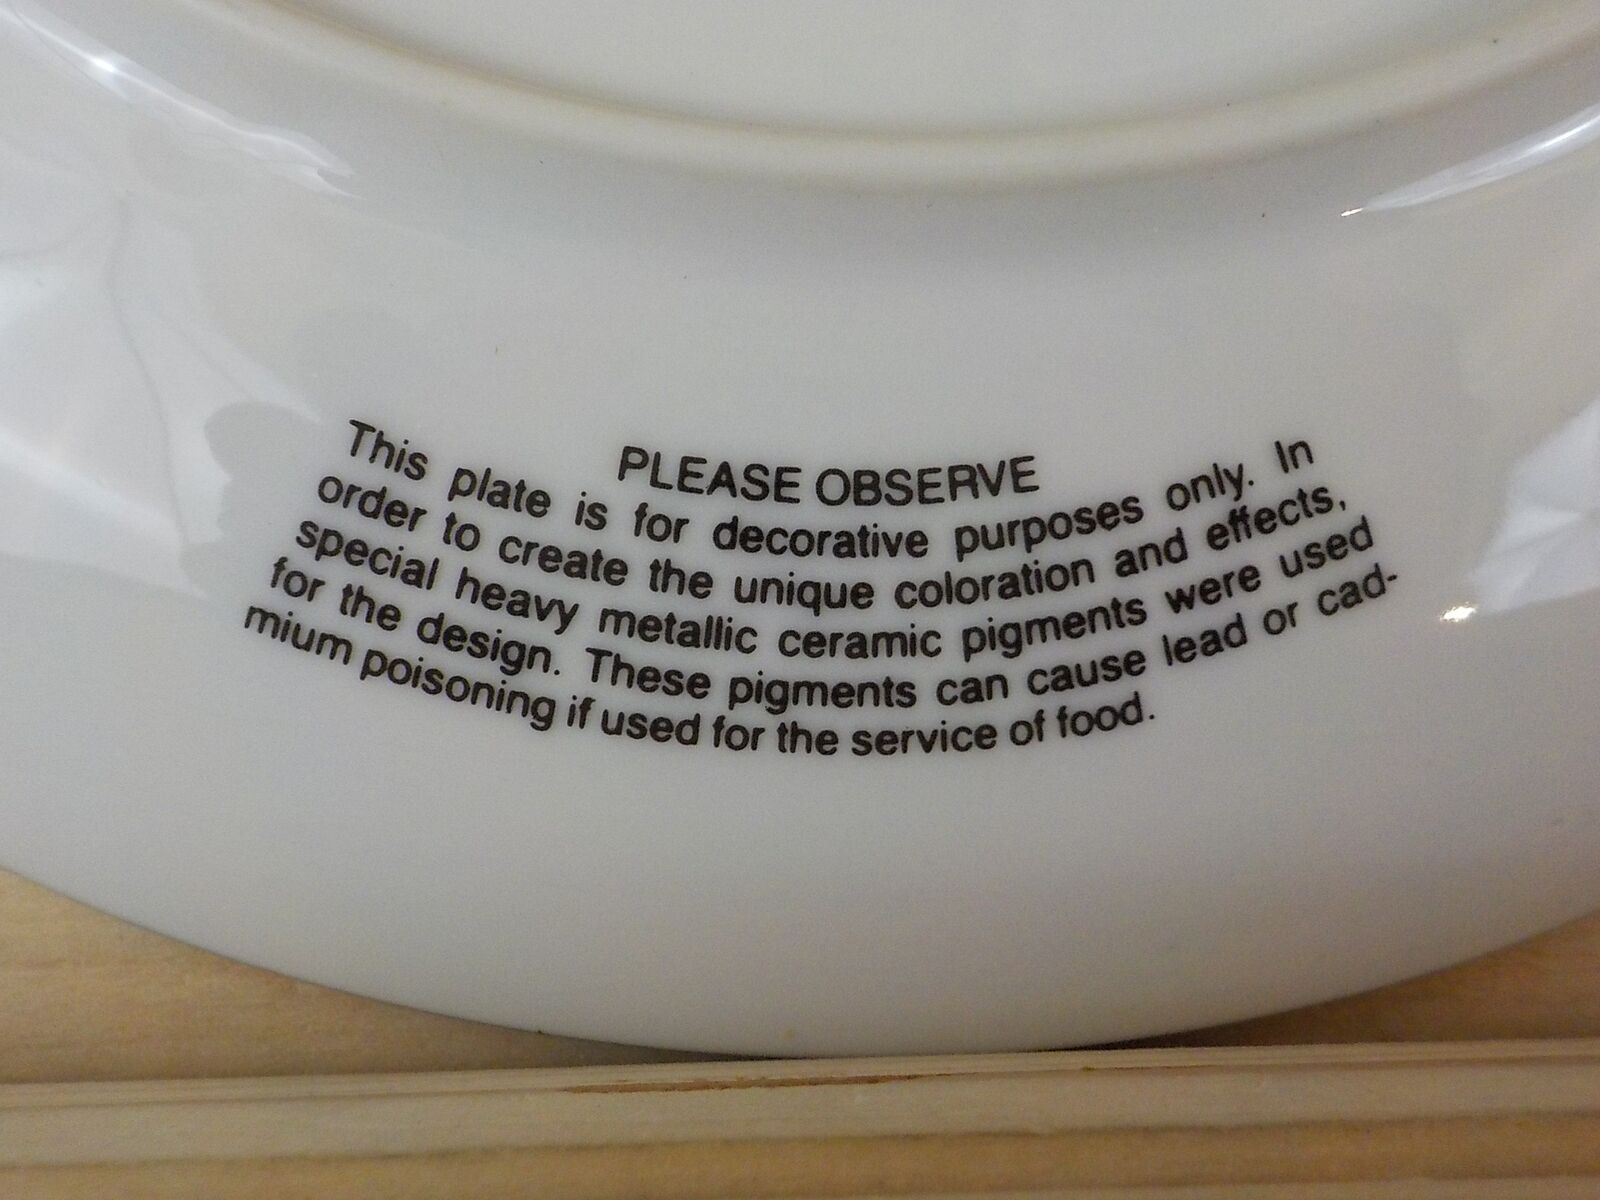 PLEASE OBSERVE
This plate is for decorative purposes only. In
order to create the unique coloration and effects,
special heavy metallic ceramic pigments were used
for the design. These pigments can cause lead or cad-
mium poisoning if used for the service of food.